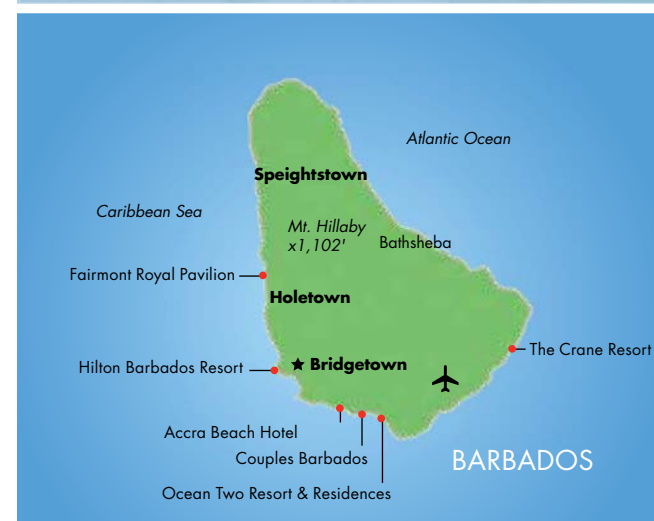 Atlantic Ocean
Speightstown
Caribbean Sea
Mt. Hillaby
x1,102'
Bathsheba
Fairmont Royal Pavilion
Holetown
The Crane Resort
Hilton Barbados Resort
Bridgetown
Accra Beach Hotel
Couples Barbados
BARBADOS
Ocean Two Resort & Residences